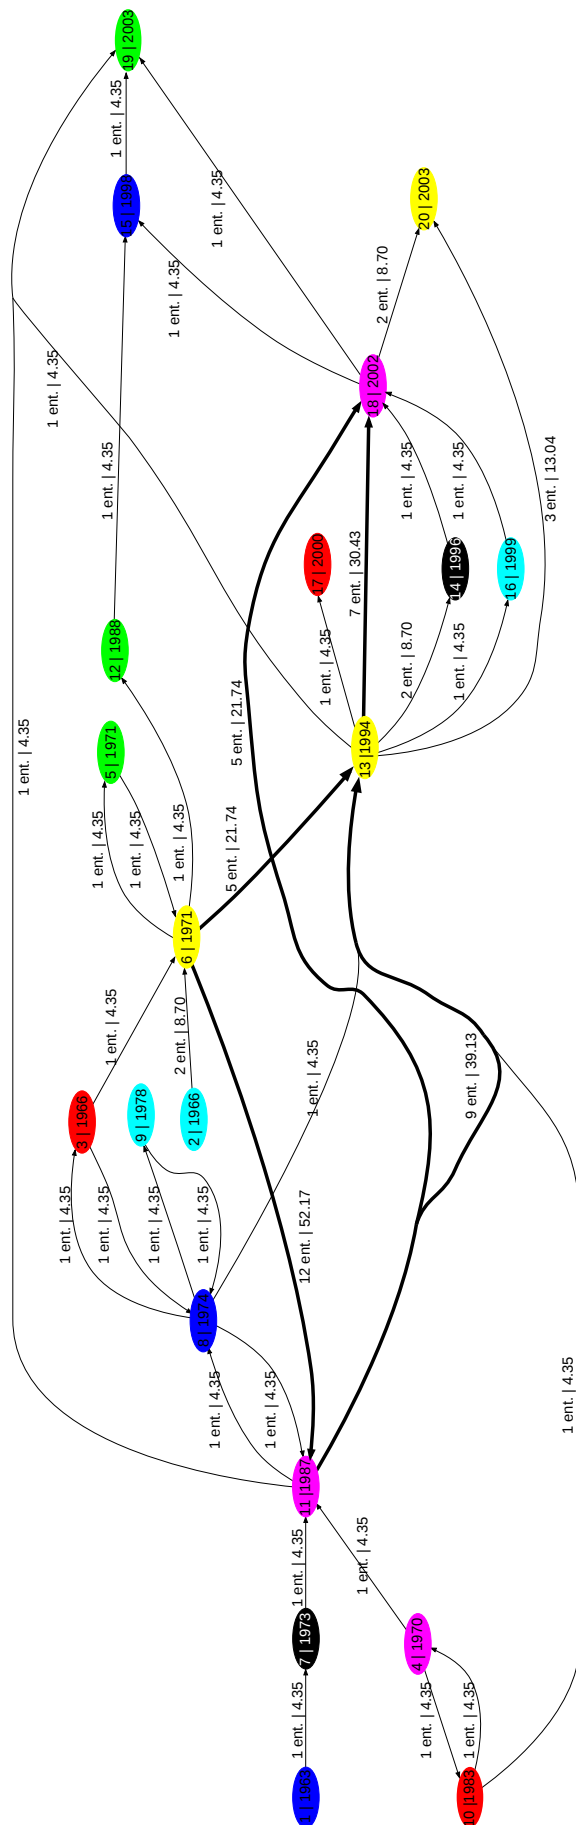 19 | 2003
1 ent. | 4.35
15 | 1998
1 ent. | 4.35
20 | 2003
1 ent. | 4.35
2 ent. | 8.70
1 ent. | 4.35
18 | 2002
1 ent. | 4.35
1 ent. | 4.35
1 ent. | 4.35
3 ent. | 13.04
17 | 2000
14 | 1996
16 | 1999
7 ent. | 30.43
12 | 1988
1 ent. | 4.35
2 ent. | 8.70
1 ent. | 4.35
5 ent. | 21.74
1 ent. | 4.35
5 | 1971
13 |1994
1 ent. | 4.35
1 ent. | 4.35
1 ent. | 4.35
5 ent. | 21.74
6 | 1971
1 ent. | 4.35
2 ent. | 8.70
1 ent. | 4.35
9 ent. | 39.13
3 | 1966
9 | 1978
2 | 1966
1 ent. | 4.35
1 ent. | 4.35
1 ent. | 4.35
1 ent. | 4.35
12 ent. | 52.17
8 | 1974
1 ent. | 4.35
1 ent. | 4.35
1 ent. | 4.35
11 |1987
1 ent. | 4.35
1 ent. | 4.35
7 | 1973
4 | 1970
1 ent. | 4.35
1 ent. | 4.35
1 ent. | 4.35
1 | 1963
10 |1983